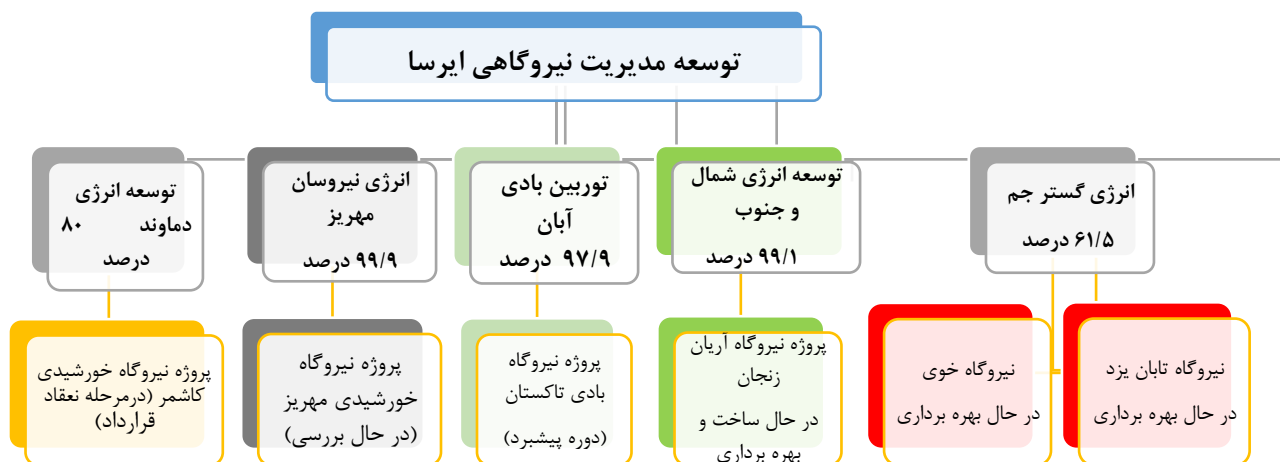 توسعه مدیریت نیروگاهی ایرسا
انرژی گستر جم
۶۱/۵ درصد
توسعه انرژی شمال
و جنوب
۹۹/۱ درصد
توربین بادی
آبان
۹۷/۹ درصد
انرژی نیروسان
مهریز
۹۹/۹ درصد
توسعه انرژی
دماوند ۸۰
درصد
نیروگاه تابان یزد
در حال بهره برداری
نیروگاه خوی
در حال بهره برداری
پروژه نیروگاه آریان
زنجان
در حال ساخت و
بهره برداری
پروژه نیروگاه
بادی تاکستان
(دوره پیشبرد)
پروژه نیروگاه
خورشیدی مهریز
(در حال بررسی)
پروژه نیروگاه خورشیدی
کاشمر (درمرحله نعقاد
قرارداد)